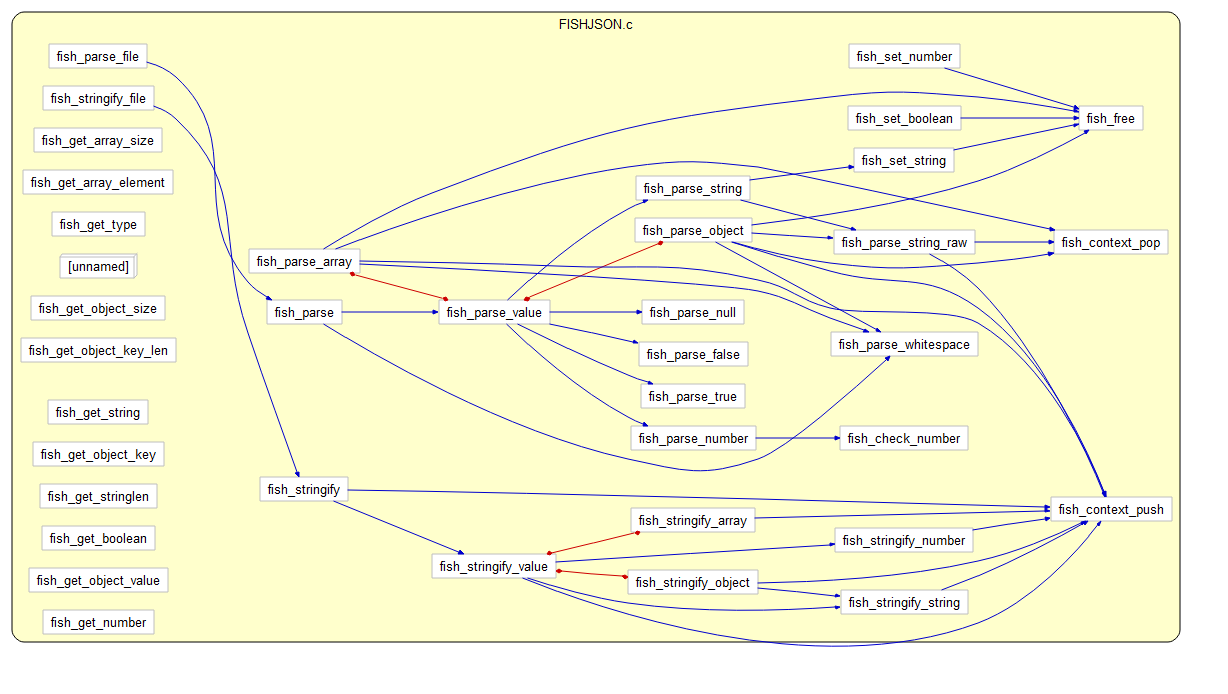 FISHJSON.c
fish_parse_file
fish_stringify_file
fish_get_array_size
fish_get_array_element
fish_get_type
[unnamed]
fish_get_object_size
fish_get_object_key_len
fish_get_string
fish_get_object_key
fish_get_stringlen
fish_get_boolean
fish_get_object_value
fish_get_number
fish_parse_array
fish_parse
fish_stringify
fish_parse_value
fish_stringify_value
fish_parse_string
fish_parse_object
fish_parse_null
fish_parse_false
fish_parse_true
fish_parse_number
fish_stringify_array
fish_stringify_object
fish_set_number
fish_set_boolean
fish_set_string
fish_parse_string_raw
fish_parse_whitespace
fish_check_number
fish_stringify_number
fish_stringify_string
fish_free
fish_context_pop
fish_context_push